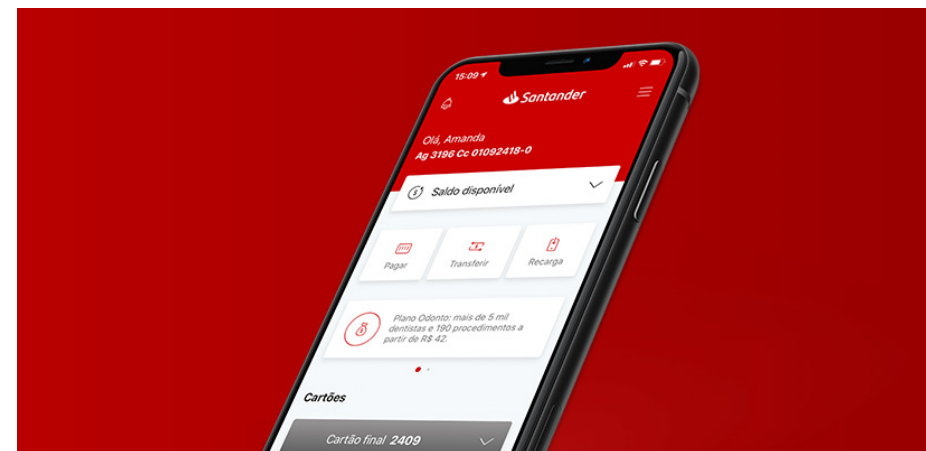 15:09
Santander
Olá, Amanda
Ag 3196 Cc 01092418-0
Saldo disponível
Pagar
Transferir
Recarga
Plano Odonto: mais de 5 mil
dentistas e 190 procedimentos a
partir de R$ 42.
Cartões
Cartão final 2409